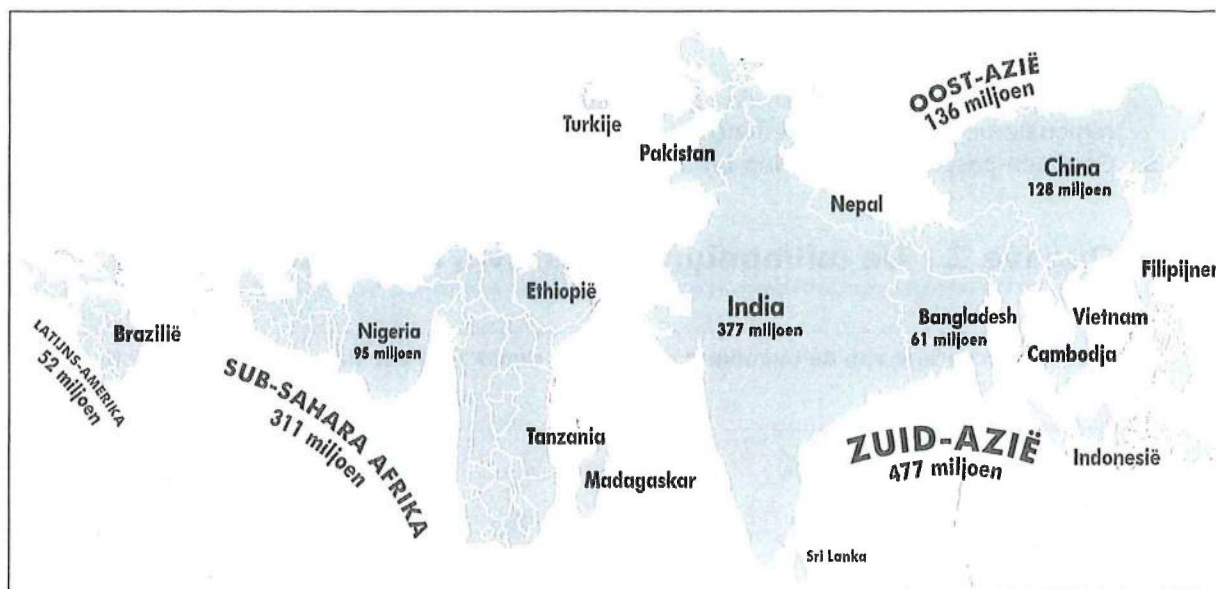 OOST-AZIË
136 miljoen
Turkije
Pakistan
China
128 miljoen
Nepal
Filipijnen
Ethiopië
India
377 miljoen
Bangladesh
61 miljoen
Vietnam
Brazilië
Nigeria
95 miljoen
Cambodja
LATIJNS-AMERIKA
52 miljoen
SUB-SAHARA AFRIKA
311 miljoen
Tanzania
ZUID-AZIË
477 miljoen
Indonesië
Madagaskar
Sri Lanka